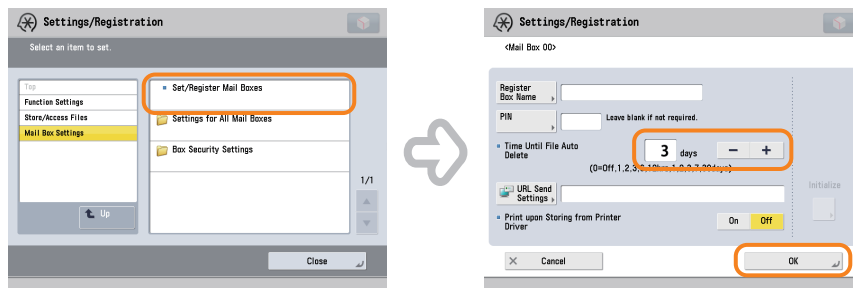 Settings/Registration
Select an item to set.
Top
Function Settings
Store/Access Files
Mail Box Settings
Up
Set/Register Mail Boxes
Settings for All Mail Boxes
Box Security Settings
1/1
Close
Settings/Registration
<Mail Box 00>
Register
Box Name
PIN
Leave blank if not required.
Time Until File Auto
Delete
3 days
- +
(0=Off,1,2,3,
URL Send
Settings
Initialize
Print upon Storing from Printer
Driver
On Off
Cancel
OK